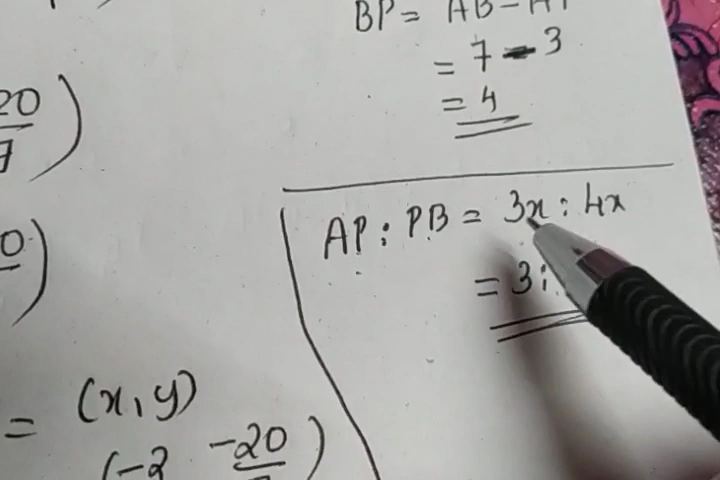 BP = AB - AP
= 7 - 3
= 4
20
7
AP : PB = 3x : 4x
= 3 :
0
= (x, y)
(-2 -20 )